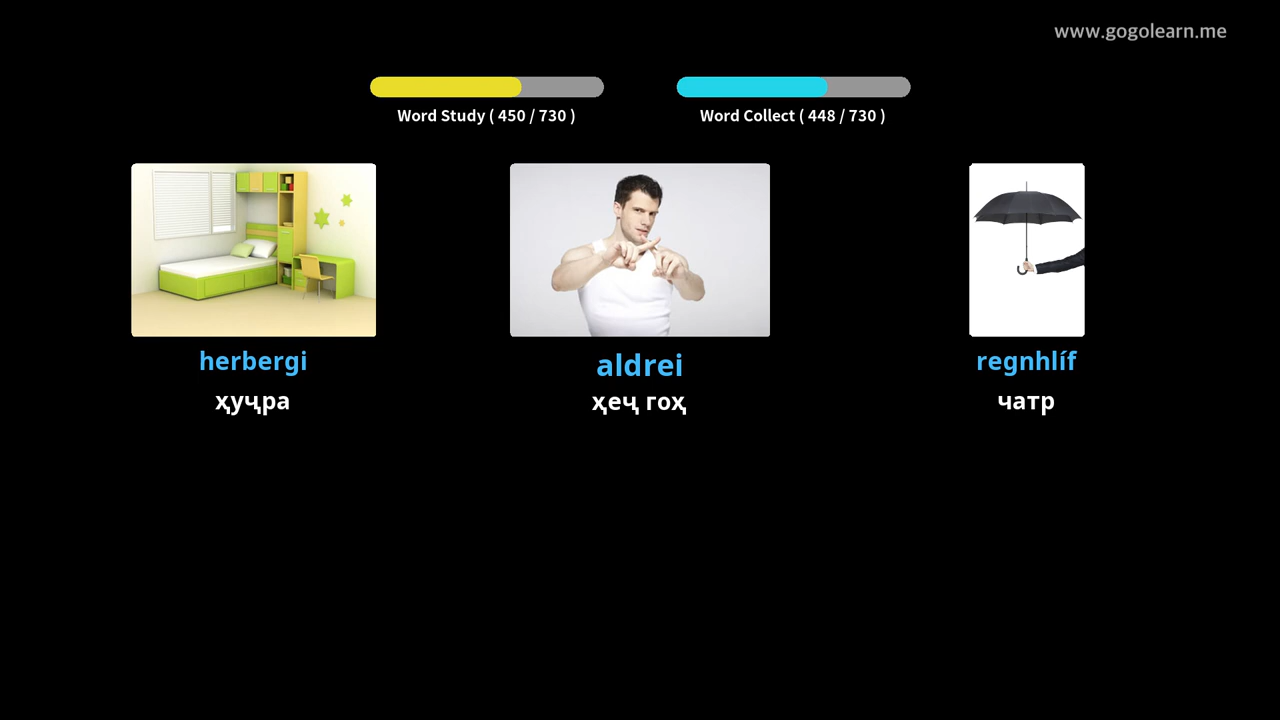 www.gogolearn.me
Word Study ( 450 / 730 )
Word Collect ( 448 / 730 )
herbergi
aldrei
regnhlíf
ҳуҷра
ҳеҷ гоҳ
чатр